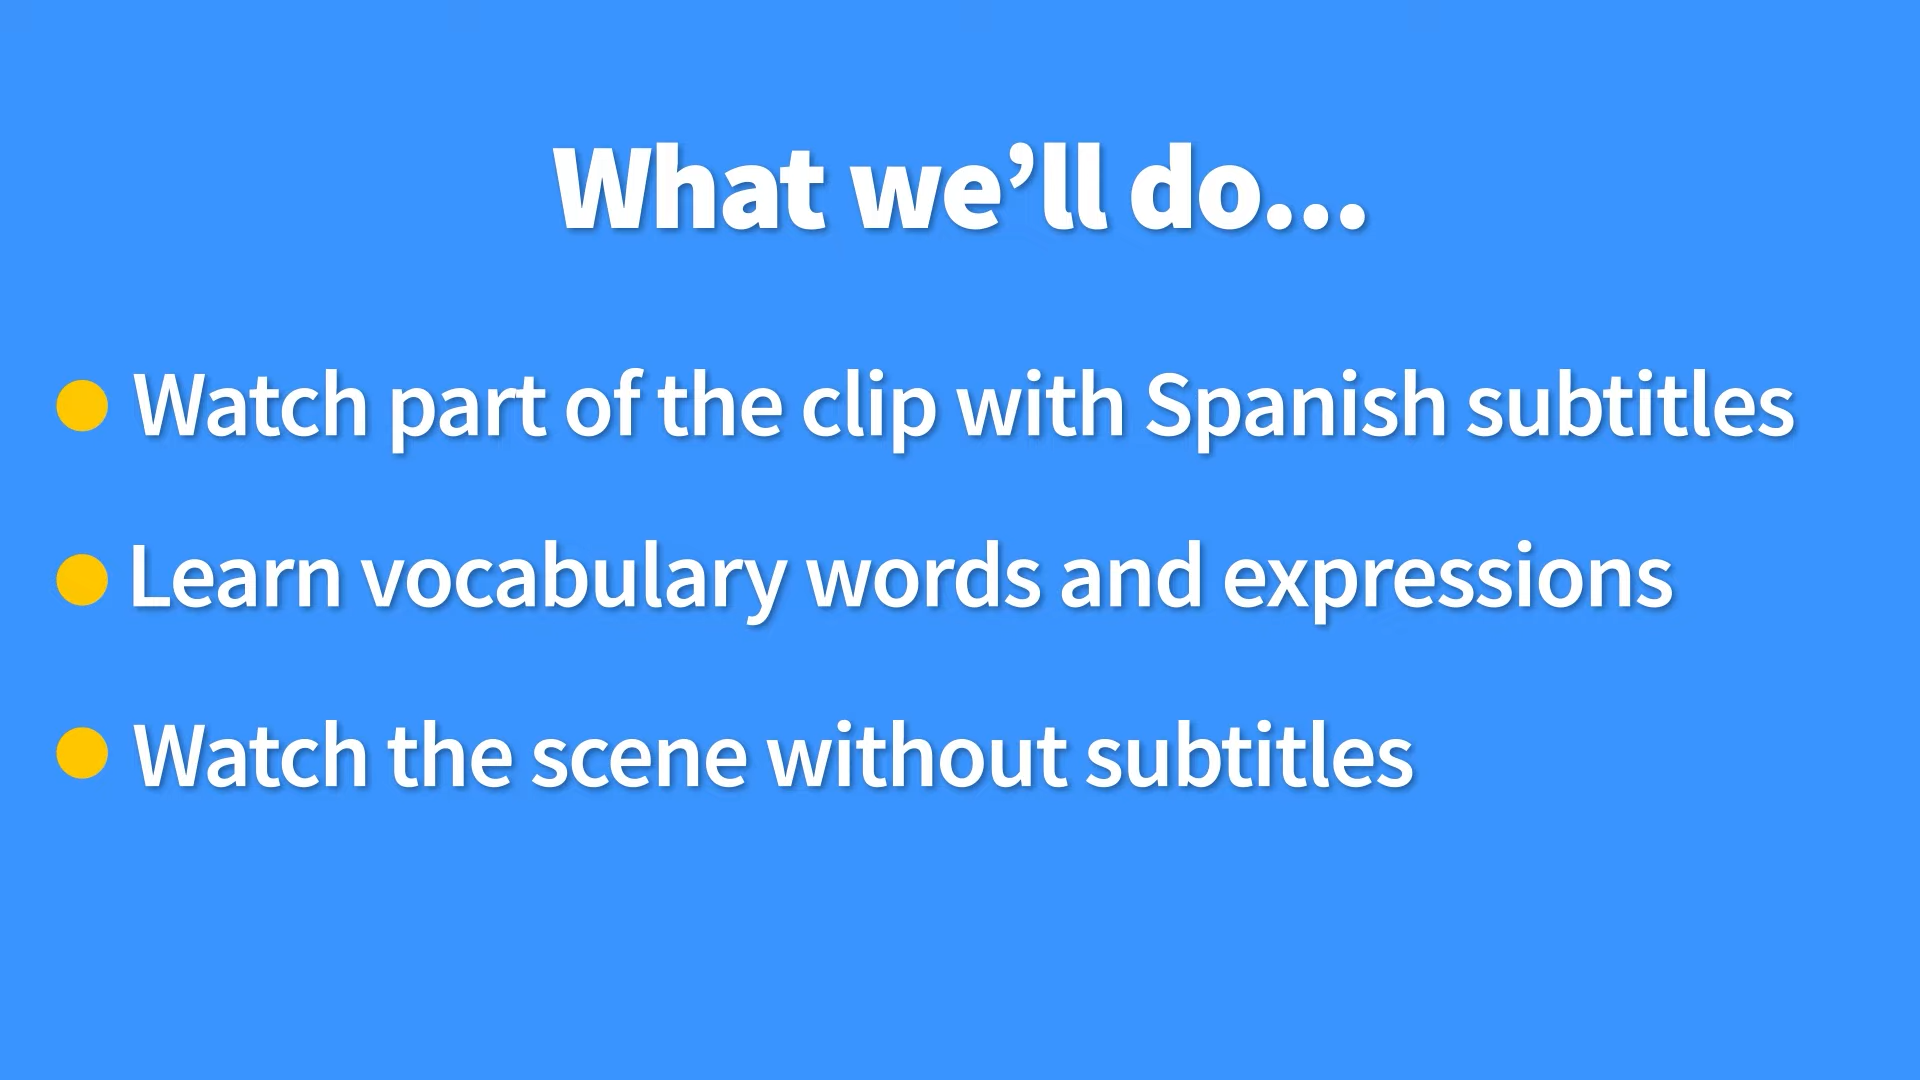 What we’ll do...
Watch part of the clip with Spanish subtitles
Learn vocabulary words and expressions
Watch the scene without subtitles